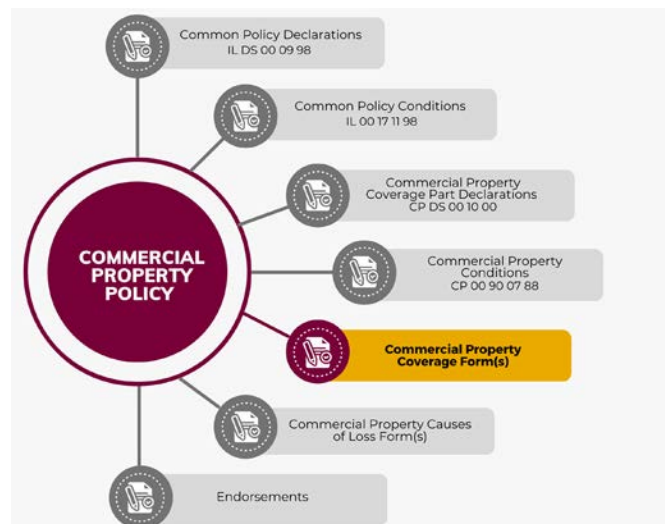 Common Policy Declarations
IL DS 00 09 98
Common Policy Conditions
IL 00 17 11 98
Commercial Property
Coverage Part Declarations
CP DS 00 10 00
COMMERCIAL
PROPERTY
POLICY
Commercial Property
Conditions
CP 00 90 07 88
Commercial Property
Coverage Form(s)
Commercial Property Causes
of Loss Form(s)
Endorsements